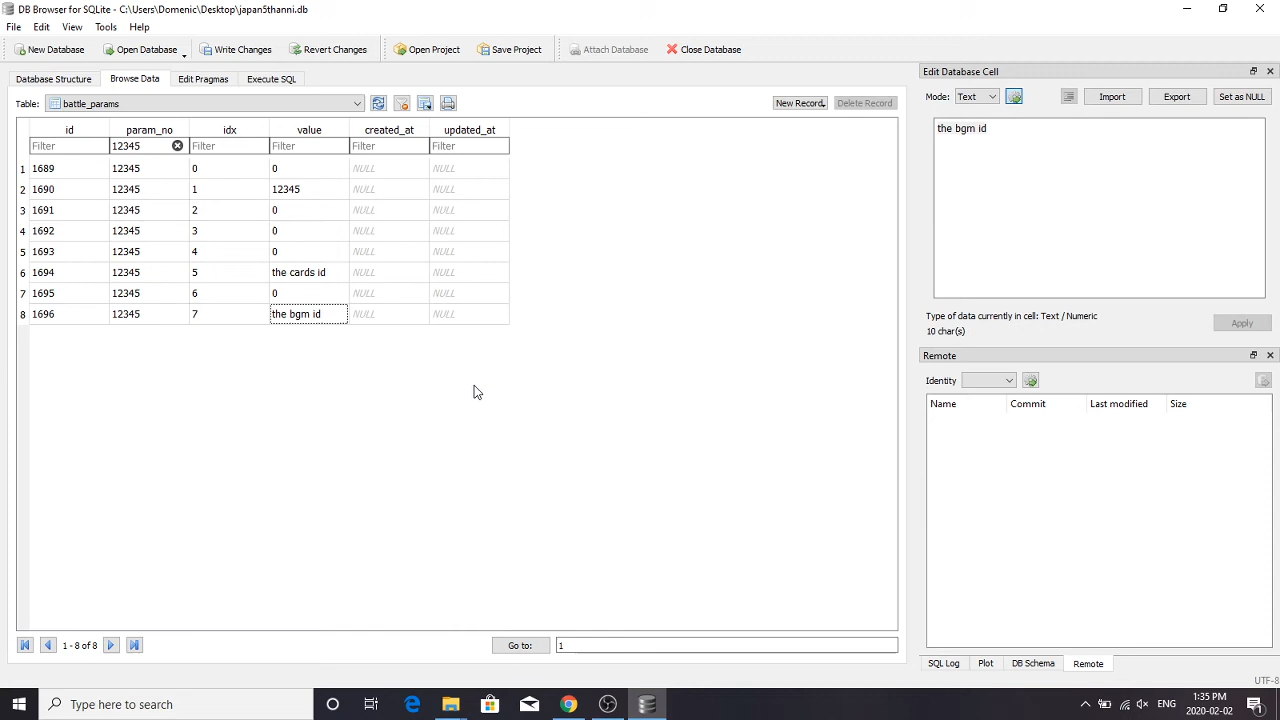 DB Browser for SQLite - C:\Users\Domenic\Desktop\japan5thanni.db
File Edit View Tools Help
New Database Open Database Write Changes Revert Changes Open Project Save Project Attach Database Close Database
Database Structure Browse Data Edit Pragmas Execute SQL
Table: battle_params New Record Delete Record
id param_no idx value created_at updated_at
Filter 12345 Filter Filter Filter Filter
1 1689 12345 0 0 NULL NULL
2 1690 12345 1 12345 NULL NULL
3 1691 12345 2 0 NULL NULL
4 1692 12345 3 0 NULL NULL
5 1693 12345 4 0 NULL NULL
6 1694 12345 5 the cards id NULL NULL
7 1695 12345 6 0 NULL NULL
8 1696 12345 7 the bgm id NULL NULL
1 - 8 of 8 Go to: 1
Edit Database Cell
Mode: Text Import Export Set as NULL
the bgm id
Type of data currently in cell: Text / Numeric
10 char(s)
Apply
Remote
Identity
Name Commit Last modified Size
SQL Log Plot DB Schema Remote
UTF-8
Type here to search
ENG
1:35 PM
2020-02-02
1